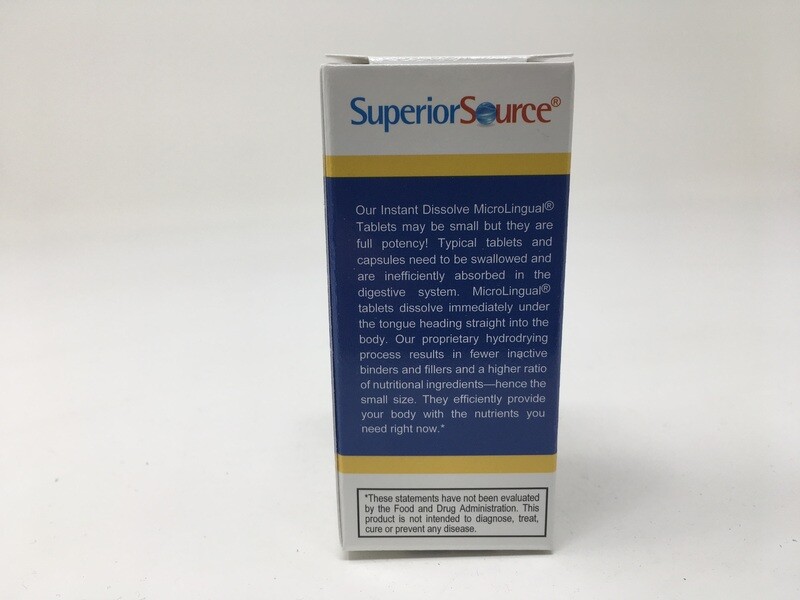 SuperiorSource®
Our Instant Dissolve MicroLingual®
Tablets may be small but they are
full potency! Typical tablets and
capsules need to be swallowed and
are inefficiently absorbed in the
digestive system. MicroLingual®
tablets dissolve immediately under
the tongue heading straight into the
body. Our proprietary hydrodrying
process results in fewer inactive
binders and fillers and a higher ratio
of nutritional ingredients—hence the
small size. They efficiently provide
your body with the nutrients you
need right now.*
*These statements have not been evaluated
by the Food and Drug Administration. This
product is not intended to diagnose, treat,
cure or prevent any disease.